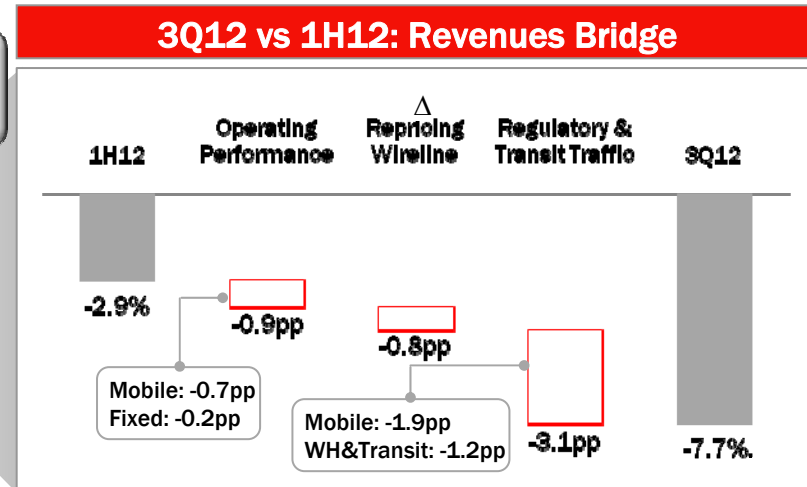 3Q12 vs 1H12: Revenues Bridge
1H12
Operating
Performance
Δ
Repricing
Wireline
Regulatory &
Transit Traffic
3Q12
-2.9%
-0.9pp
-0.8pp
-3.1pp
-7.7%.
Mobile: -0.7pp
Fixed: -0.2pp
Mobile: -1.9pp
WH&Transit: -1.2pp